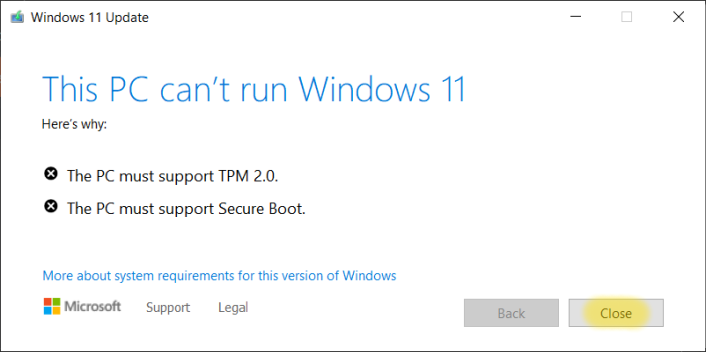 Windows 11 Update
This PC can't run Windows 11
Here's why:
The PC must support TPM 2.0.
The PC must support Secure Boot.
More about system requirements for this version of Windows
Microsoft Support Legal
Back Close